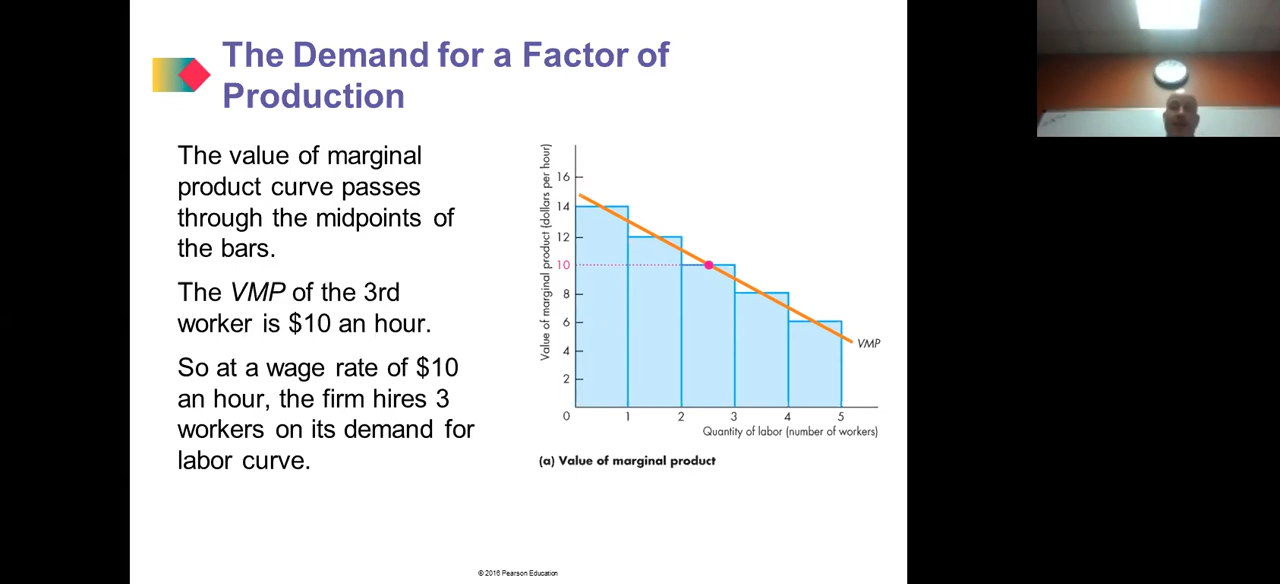 The Demand for a Factor of
Production
The value of marginal
product curve passes
through the midpoints of
the bars.
The VMP of the 3rd
worker is $10 an hour.
So at a wage rate of $10
an hour, the firm hires 3
workers on its demand for
labor curve.
Value of marginal product (dollars per hour)
16
14
12
10
8
6
4
2
0
1
2
3
4
5
VMP
Quantity of labor (number of workers)
(a) Value of marginal product
© 2016 Pearson Education